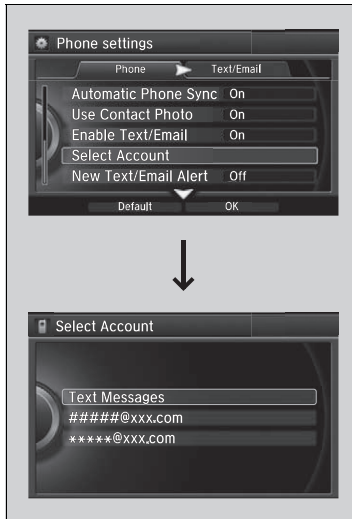 Phone settings
Phone Text/Email
Automatic Phone Sync On
Use Contact Photo On
Enable Text/Email On
Select Account
New Text/Email Alert Off
Default OK
Select Account
Text Messages
#####@xxx.com
*****@xxx.com